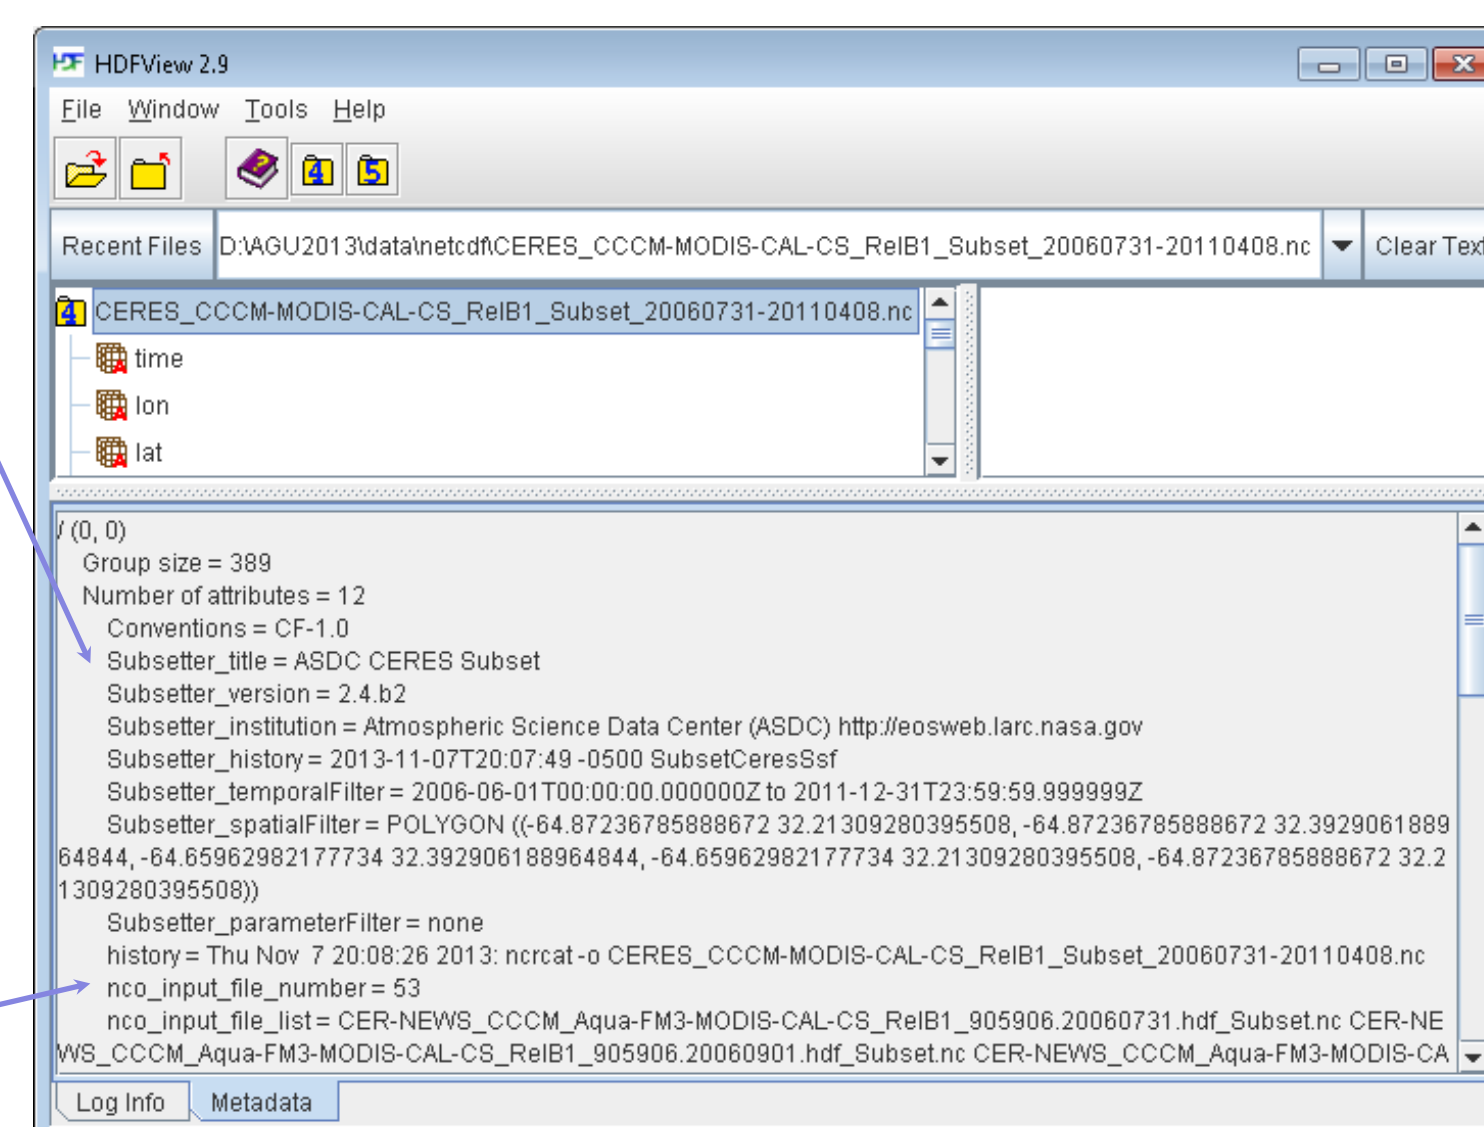 HDF HDFView 2.9
File Window Tools Help
4 5
Recent Files D:\AGU2013\data\netcdf\CERES_CCCM-MODIS-CAL-CS_RelB1_Subset_20060731-20110408.nc Clear Text
4 CERES_CCCM-MODIS-CAL-CS_RelB1_Subset_20060731-20110408.nc
time
lon
lat
/ (0, 0)
Group size = 389
Number of attributes = 12
Conventions = CF-1.0
Subsetter_title = ASDC CERES Subset
Subsetter_version = 2.4.b2
Subsetter_institution = Atmospheric Science Data Center (ASDC) http://eosweb.larc.nasa.gov
Subsetter_history = 2013-11-07T20:07:49 -0500 SubsetCeresSsf
Subsetter_temporalFilter = 2006-06-01T00:00:00.000000Z to 2011-12-31T23:59:59.999999Z
Subsetter_spatialFilter = POLYGON ((-64.87236785888672 32.21309280395508, -64.87236785888672 32.3929061889
64844, -64.65962982177734 32.392906188964844, -64.65962982177734 32.21309280395508, -64.87236785888672 32.2
1309280395508))
Subsetter_parameterFilter = none
history = Thu Nov  7 20:08:26 2013: ncrcat -o CERES_CCCM-MODIS-CAL-CS_RelB1_Subset_20060731-20110408.nc
nco_input_file_number = 53
nco_input_file_list = CER-NEWS_CCCM_Aqua-FM3-MODIS-CAL-CS_RelB1_905906.20060731.hdf_Subset.nc CER-NE
WS_CCCM_Aqua-FM3-MODIS-CAL-CS_RelB1_905906.20060901.hdf_Subset.nc CER-NEWS_CCCM_Aqua-FM3-MODIS-CA
Log Info Metadata